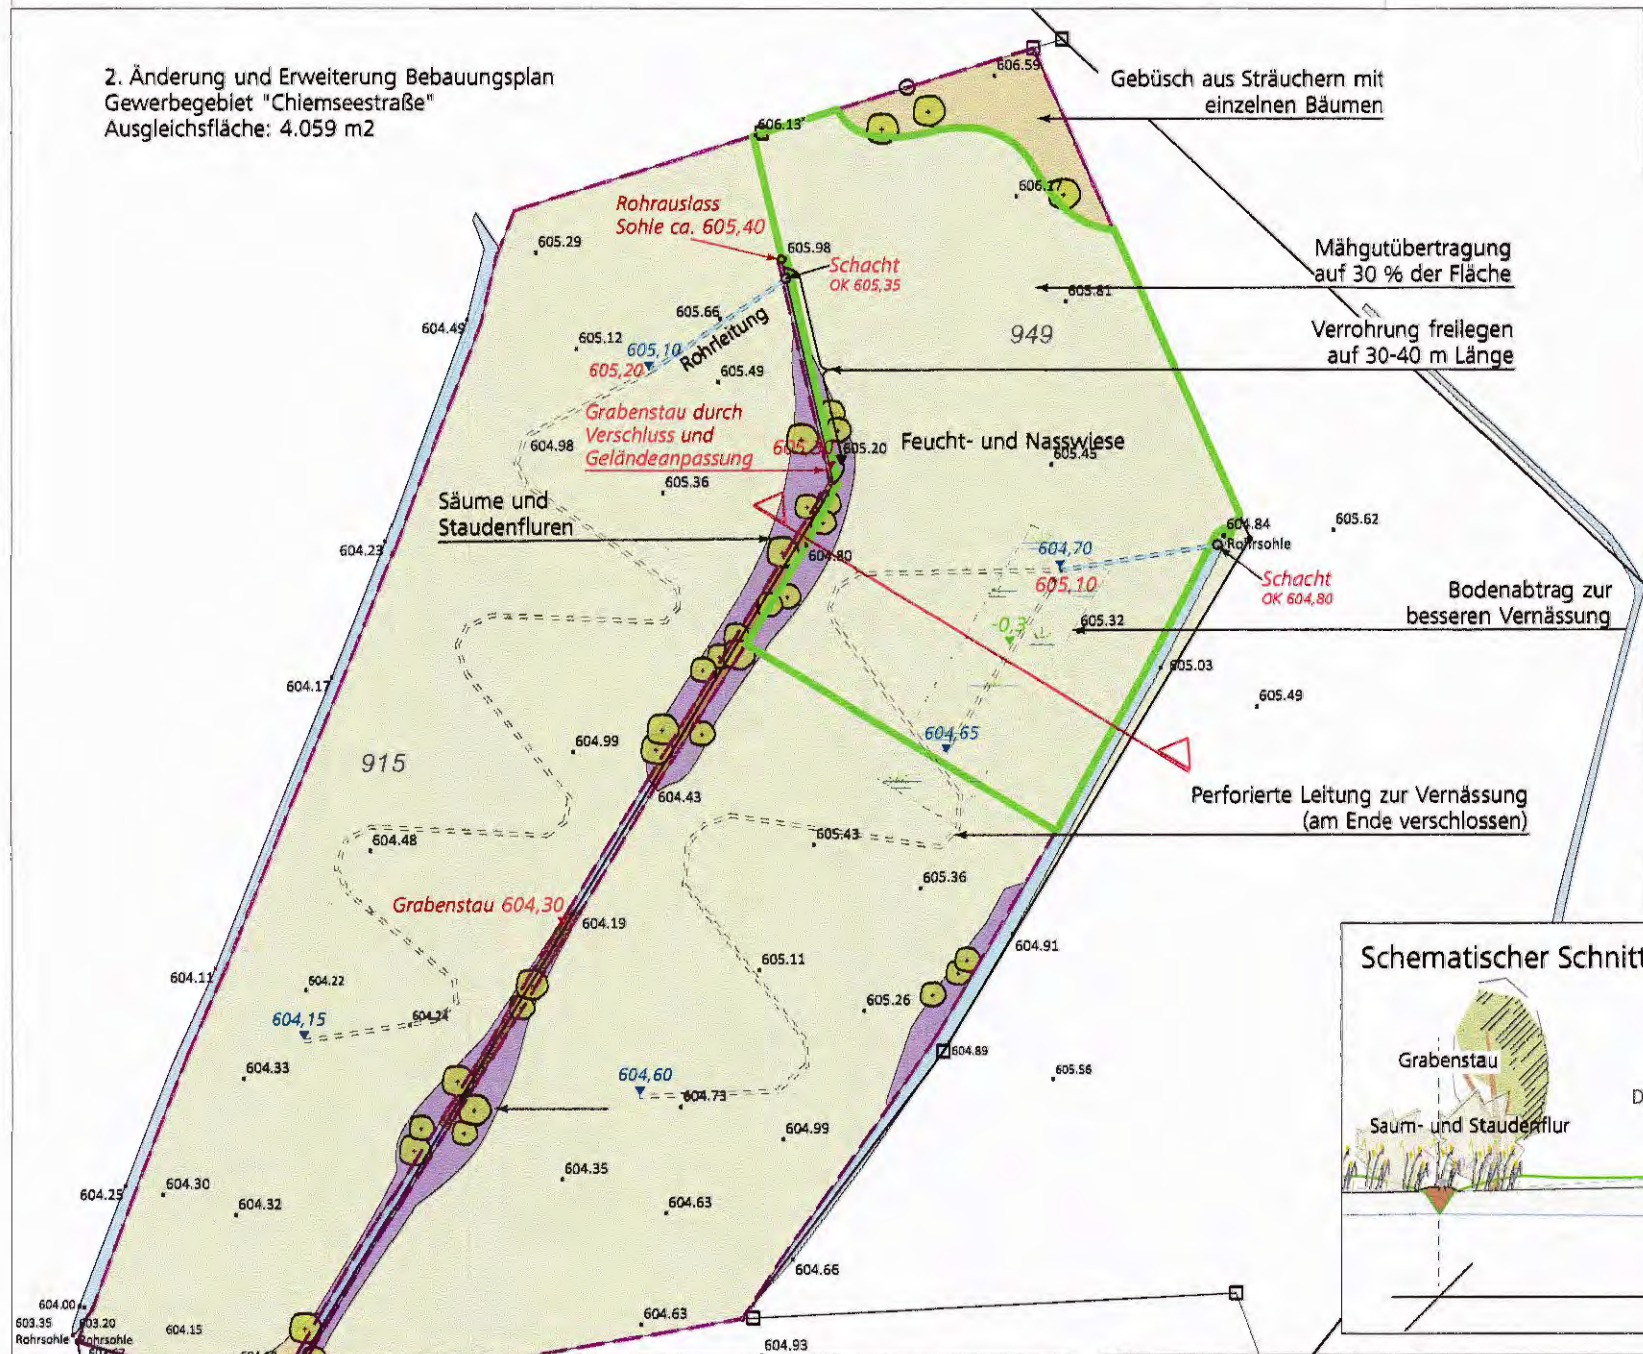 2. Änderung und Erweiterung Bebauungsplan
Gewerbegebiet "Chiemseestraße"
Ausgleichsfläche: 4.059 m2
606.59
Gebüsch aus Sträuchern mit
einzelnen Bäumen
606.13
606.17
Rohrauslass
Sohle ca. 605,40
605.29
605.98
Schacht
OK 605,35
Mähgutübertragung
auf 30 % der Fläche
605.81
604.49
605.66
605.12
605,10
Rohrleitung
605,20
605.49
949
Verrohrung freilegen
auf 30-40 m Länge
Grabenstau durch
Verschluss und
Geländeanpassung
604.98
605.20
Feucht- und Nasswiese
605.45
605.36
Säume und
Staudenfluren
604.23
604.80
604,70
605,10
604.84
Rohrsohle
605.62
Schacht
OK 604,80
Bodenabtrag zur
besseren Vernässung
-0,3
605.32
605.03
604.17
605.49
604,65
604.99
915
604.43
Perforierte Leitung zur Vernässung
(am Ende verschlossen)
604.48
605.43
605.36
Grabenstau 604,30
604.19
604.91
605.11
604.11
604.22
605.26
604,15
604.24
604.89
604.33
604,60
604.73
605.56
604.99
604.25
604.30
604.32
604.35
604.63
604.66
604.00
603.35
Rohrsohle
603.20
Rohrsohle
604.15
604.63
604.93
Schematischer Schnitt
Grabenstau
D
Saum- und Staudenflur